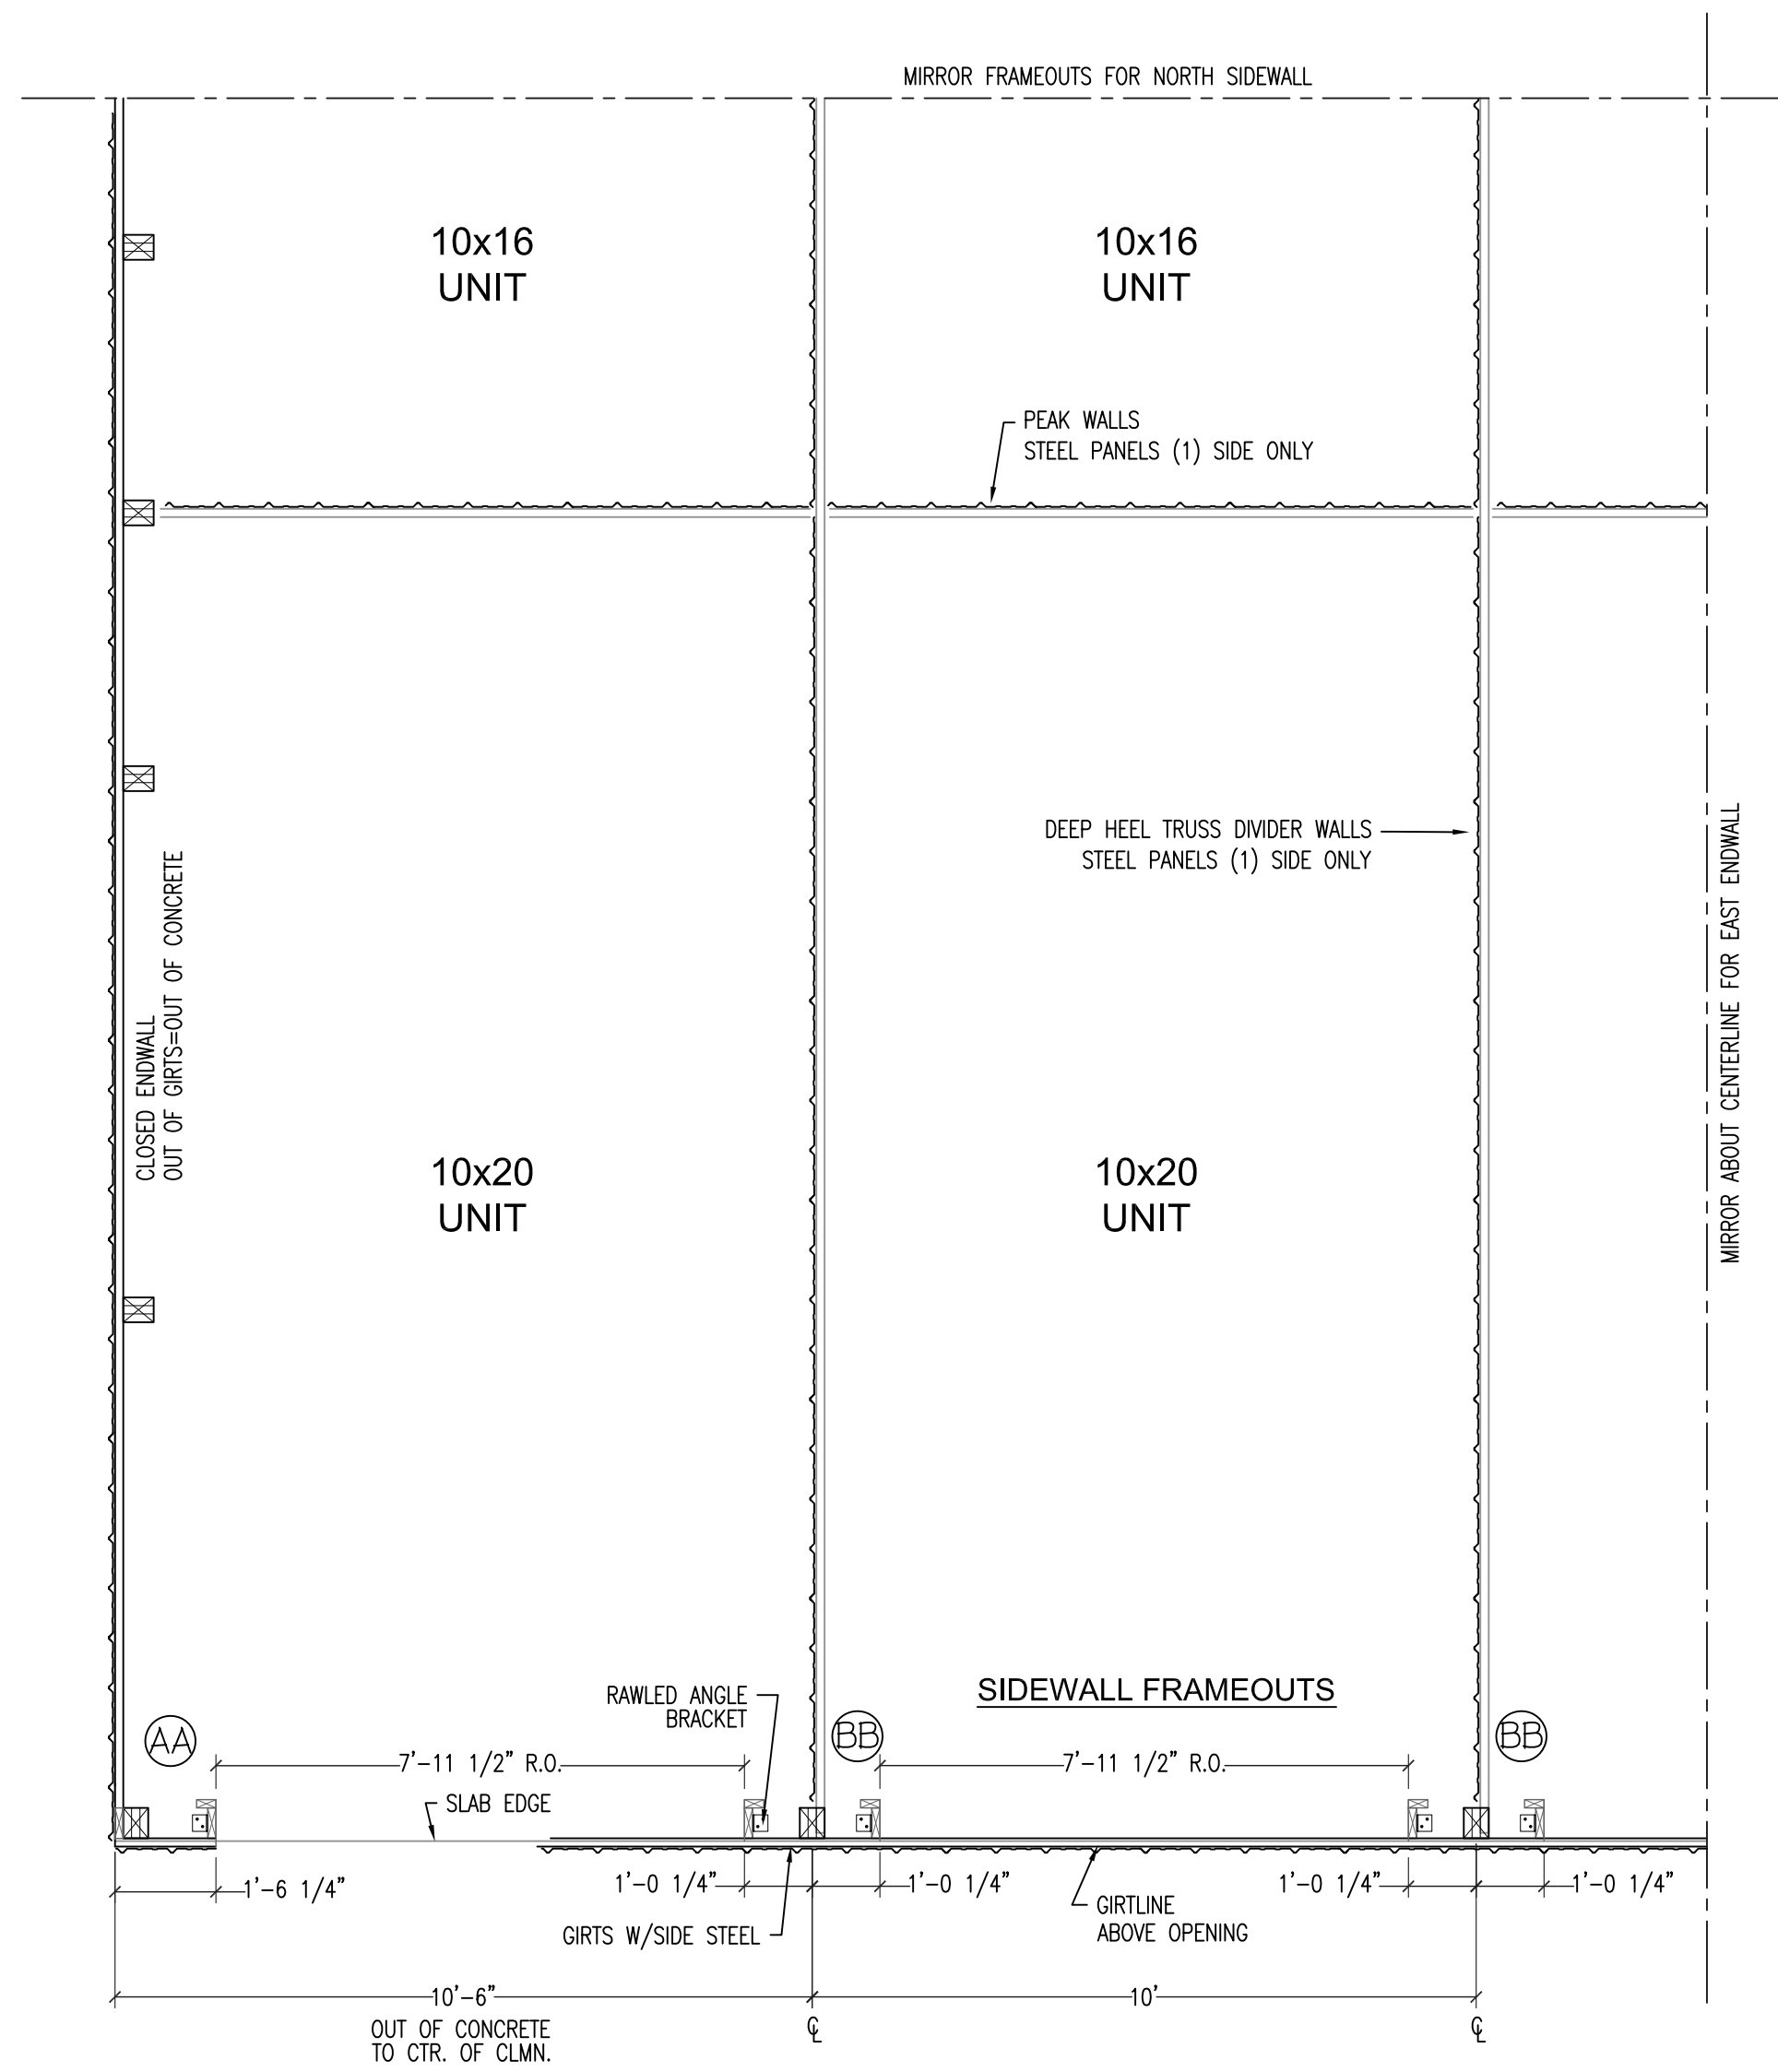 MIRROR FRAMEOUTS FOR NORTH SIDEWALL
10x16
UNIT
10x16
UNIT
PEAK WALLS
STEEL PANELS (1) SIDE ONLY
DEEP HEEL TRUSS DIVIDER WALLS
STEEL PANELS (1) SIDE ONLY
CLOSED ENDWALL
OUT OF GIRTS=OUT OF CONCRETE
MIRROR ABOUT CENTERLINE FOR EAST ENDWALL
10x20
UNIT
10x20
UNIT
RAWLED ANGLE
BRACKET
SIDEWALL FRAMEOUTS
AA
BB
BB
7'-11 1/2" R.O.
7'-11 1/2" R.O.
SLAB EDGE
1'-6 1/4"
1'-0 1/4"
1'-0 1/4"
1'-0 1/4"
1'-0 1/4"
GIRTS W/SIDE STEEL
GIRTLINE
ABOVE OPENING
10'-6"
10'
OUT OF CONCRETE
TO CTR. OF CLMN.
℄
℄